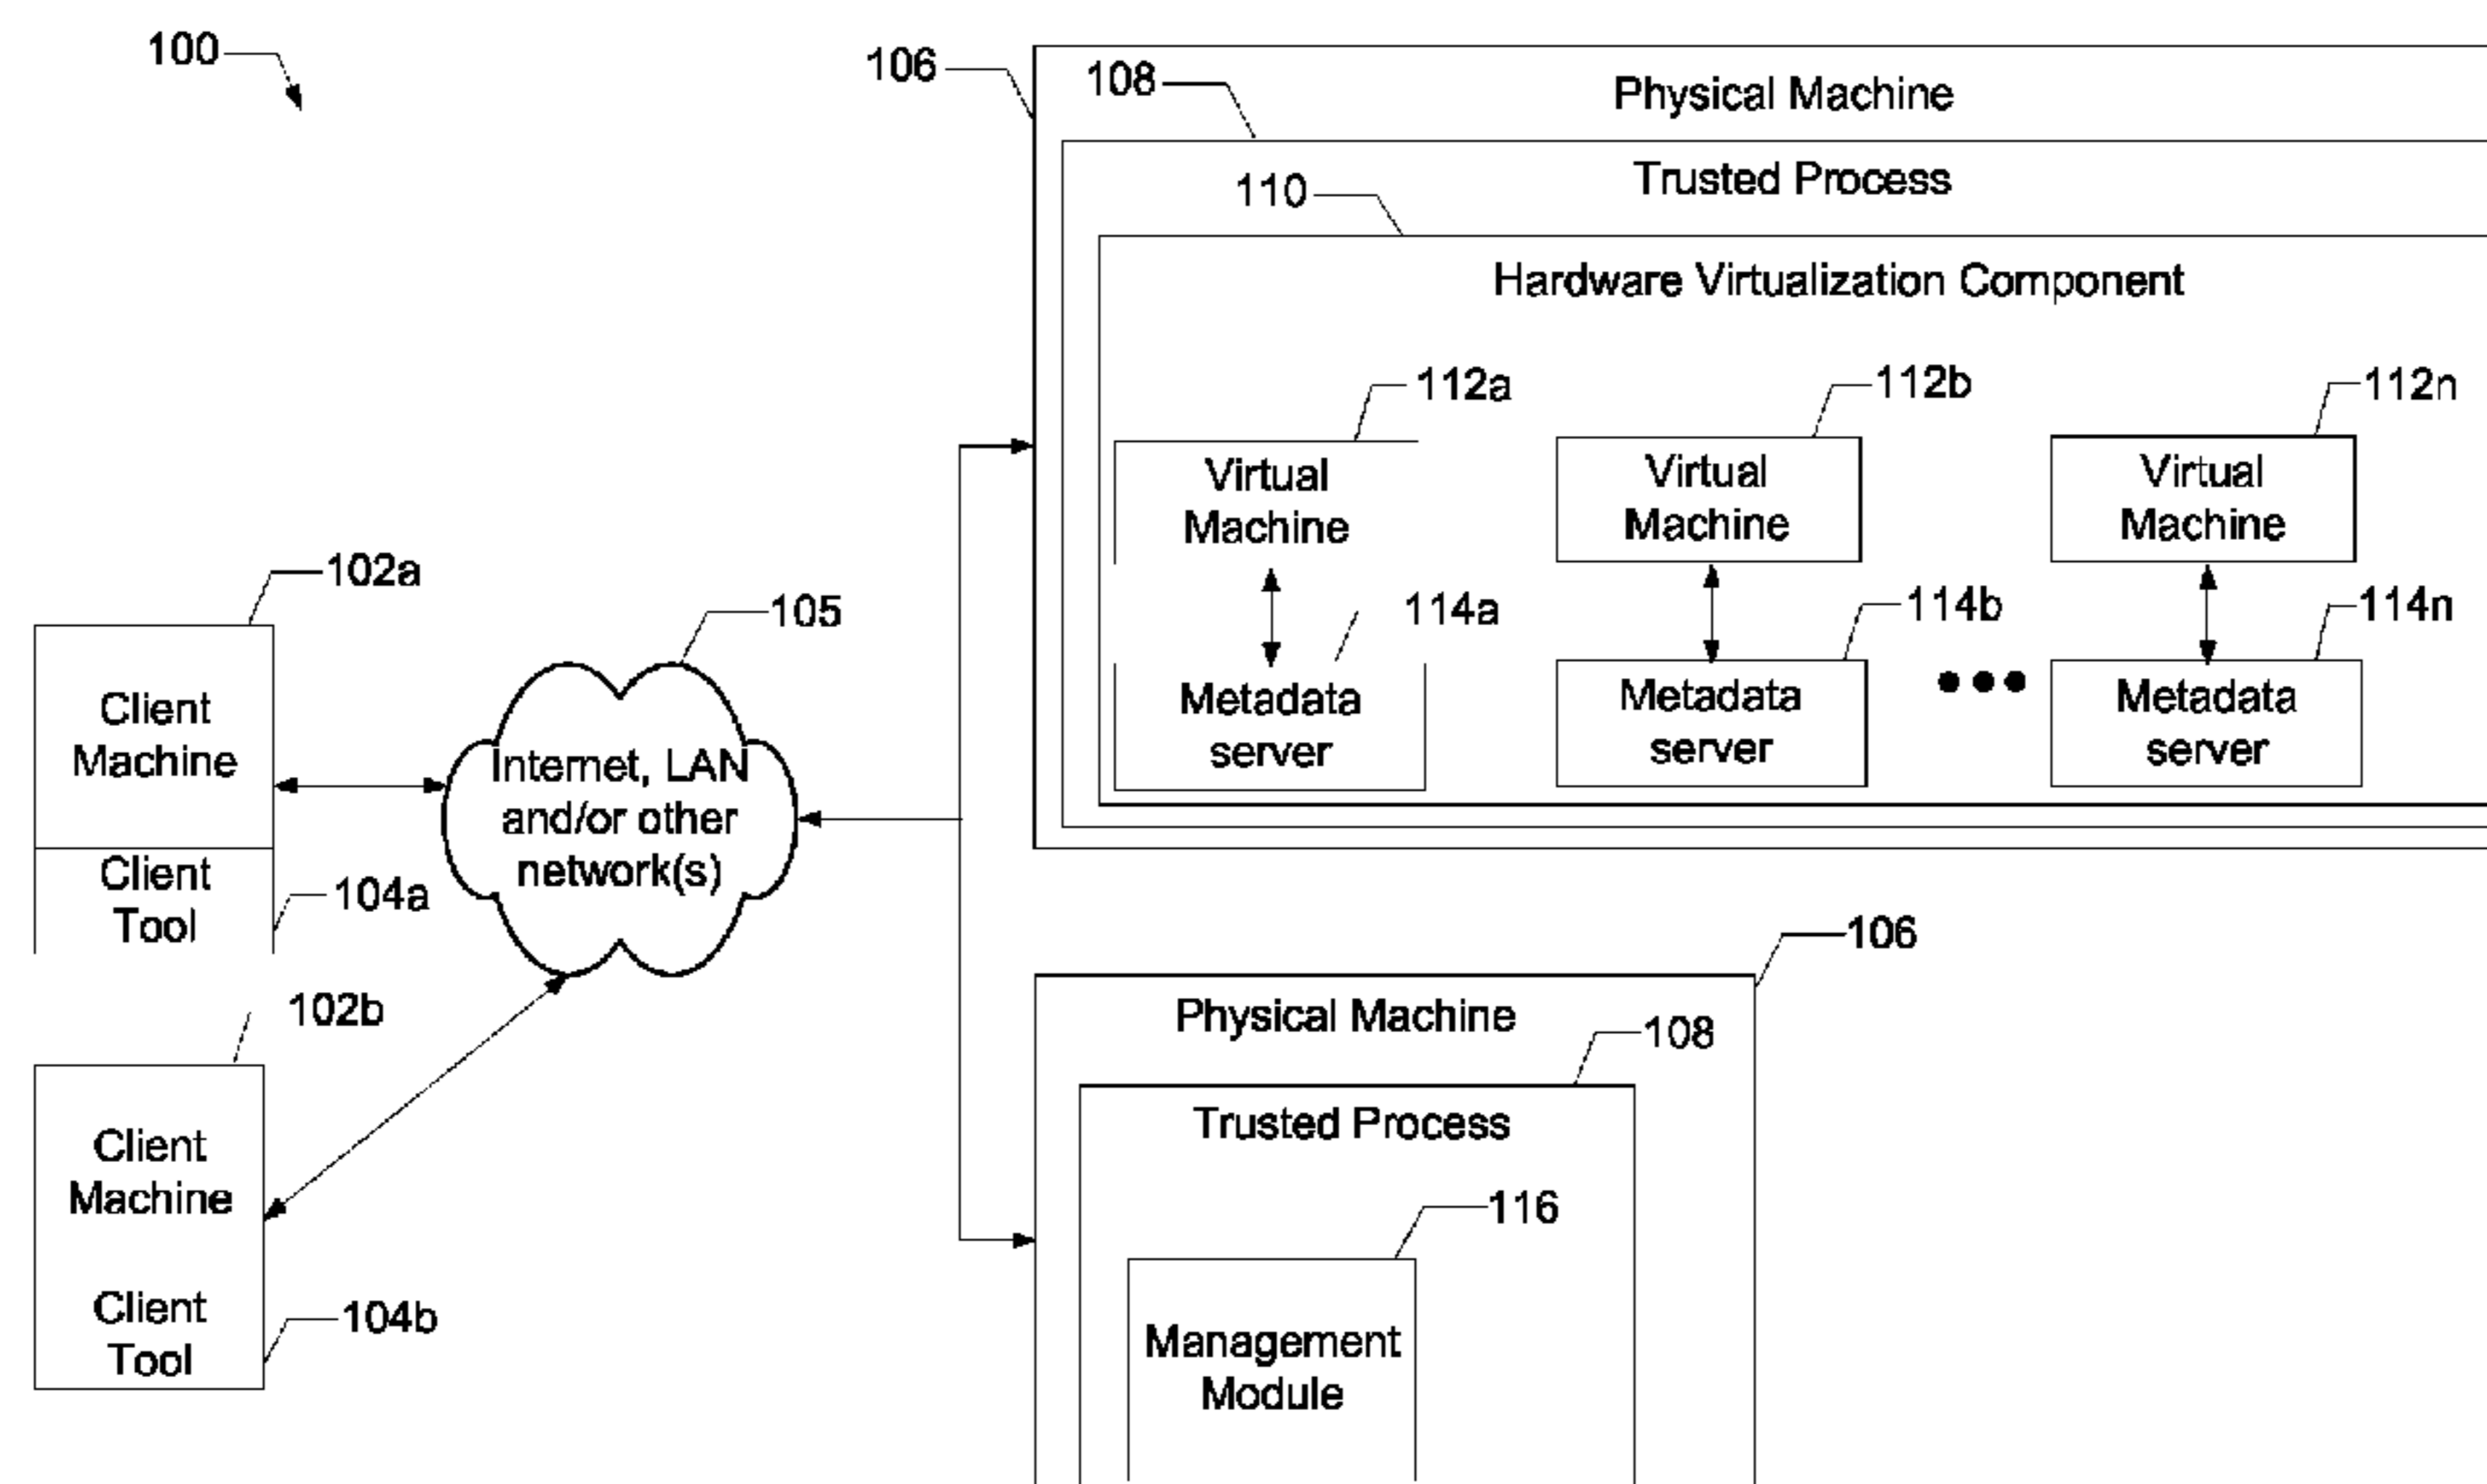 100
106
108
Physical Machine
Trusted Process
110
Hardware Virtualization Component
112a
112b
112n
Virtual
Machine
Virtual
Machine
Virtual
Machine
114a
114b
114n
Metadata
server
Metadata
server
Metadata
server
102a
Client
Machine
Client
Tool
104a
105
Internet, LAN
and/or other
network(s)
102b
Client
Machine
Client
Tool
104b
106
Physical Machine
108
Trusted Process
116
Management
Module